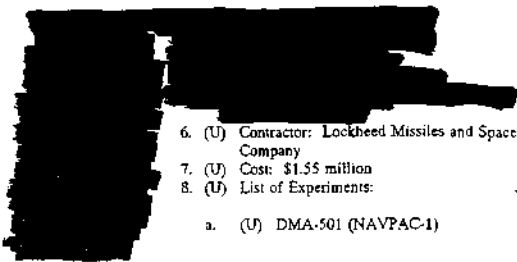 6. (U) Contractor: Lockheed Missiles and Space
Company
7. (U) Cost: $1.55 million
8. (U) List of Experiments:
a. (U) DMA-501 (NAVPAC-1)